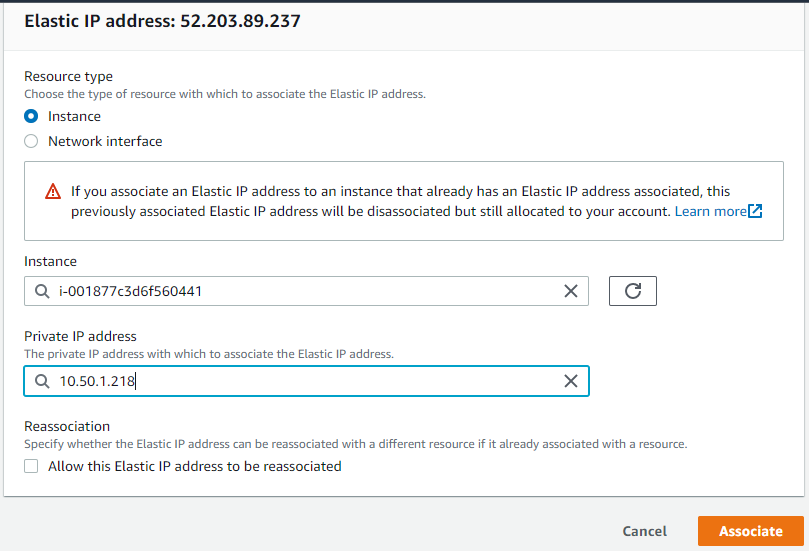 Elastic IP address: 52.203.89.237
Resource type
Choose the type of resource with which to associate the Elastic IP address.
Instance
Network interface
If you associate an Elastic IP address to an instance that already has an Elastic IP address associated, this
previously associated Elastic IP address will be disassociated but still allocated to your account. Learn more
Instance
i-001877c3d6f560441
Private IP address
The private IP address with which to associate the Elastic IP address.
10.50.1.218
Reassociation
Specify whether the Elastic IP address can be reassociated with a different resource if it already associated with a resource.
Allow this Elastic IP address to be reassociated
Cancel Associate